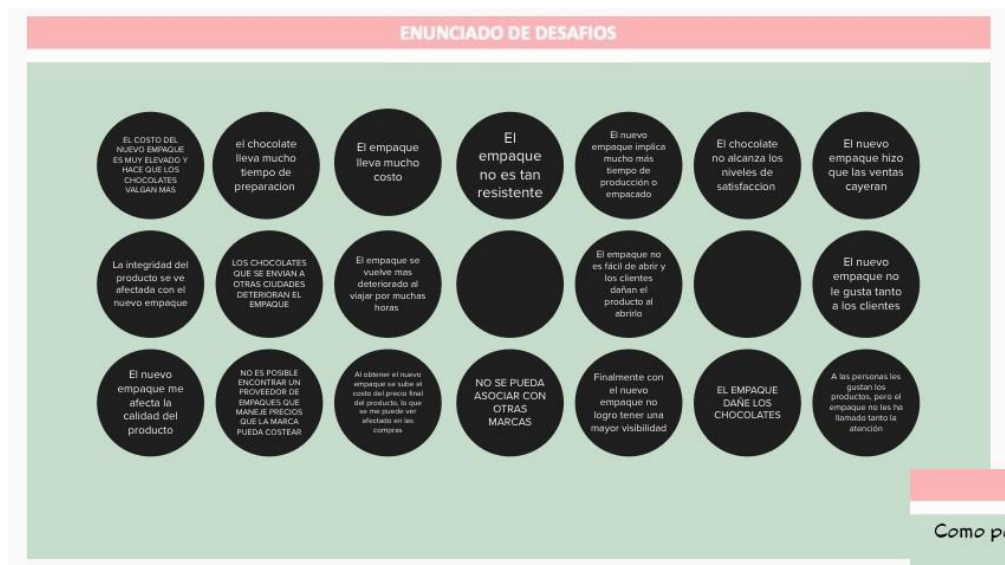 ENUNCIADO DE DESAFIOS
EL COSTO DEL
NUEVO EMPAQUE
ES MUY ELEVADO Y
HACE QUE LOS
CHOCOLATES
VALGAN MAS
el chocolate
lleva mucho
tiempo de
preparacion
El empaque
lleva mucho
costo
El
empaque
no es tan
resistente
El nuevo
empaque implica
mucho más
tiempo de
producción o
empacado
El chocolate
no alcanza los
niveles de
satisfaccion
El nuevo
empaque hizo
que las ventas
cayeran
La integridad del
producto se ve
afectada con el
nuevo empaque
LOS CHOCOLATES
QUE SE ENVIAN A
OTRAS CIUDADES
DETERIORAN EL
EMPAQUE
El empaque se
vuelve mas
deteriorado al
viajar por muchas
horas
El empaque no
es fácil de abrir y
los clientes
dañan el
producto al
abrirlo
El nuevo
empaque no
le gusta tanto
a los clientes
El nuevo
empaque me
afecta la
calidad del
producto
NO ES POSIBLE
ENCONTRAR UN
PROVEEDOR DE
EMPAQUES QUE
MANEJE PRECIOS
QUE LA MARCA
PUEDA COSTEAR
Al obtener el nuevo
empaque se sube el
costo del precio final
del producto, lo que
se me puede ver
afectado en las
compras
NO SE PUEDA
ASOCIAR CON
OTRAS
MARCAS
Finalmente con
el nuevo
empaque no
logro tener una
mayor visibilidad
EL EMPAQUE
DAÑE LOS
CHOCOLATES
A las personas les
gustan los
productos, pero el
empaque no les ha
llamado tanto la
atención
Como po